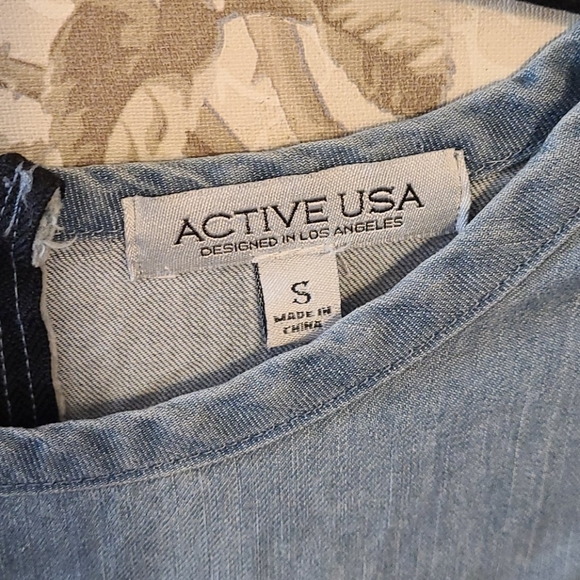 ACTIVE USA
DESIGNED IN LOS ANGELES
S
MADE IN
CHINA